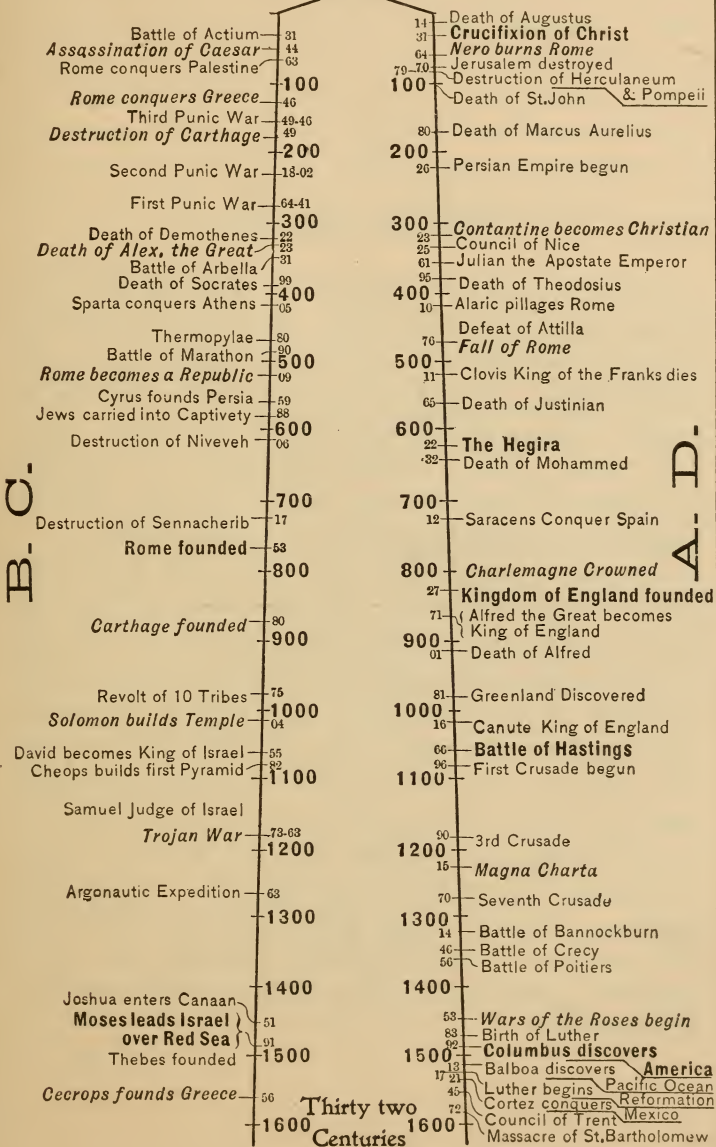 B. C.
Battle of Actium 31
Assassination of Caesar 44
Rome conquers Palestine 63
100
Rome conquers Greece 46
Third Punic War 49-46
Destruction of Carthage 49
200
Second Punic War 18-02
First Punic War 64-41
300
Death of Demothenes 22
Death of Alex, the Great 23
Battle of Arbella 31
Death of Socrates 99
400
Sparta conquers Athens 05
Thermopylae 80
Battle of Marathon 90
500
Rome becomes a Republic 09
Cyrus founds Persia 59
Jews carried into Captivety 88
600
Destruction of Niveveh 06
700
Destruction of Sennacherib 17
Rome founded 53
800
Carthage founded 80
900
Revolt of 10 Tribes 75
1000
Solomon builds Temple 04
David becomes King of Israel 55
Cheops builds first Pyramid 82
1100
Samuel Judge of Israel
Trojan War 73-63
1200
Argonautic Expedition 63
1300
1400
Joshua enters Canaan 51
Moses leads Israel
over Red Sea 91
1500
Thebes founded
Cecrops founds Greece 56
1600
Thirty two
Centuries
A. D.
14 Death of Augustus
31 Crucifixion of Christ
64 Nero burns Rome
70 Jerusalem destroyed
79 Destruction of Herculaneum
& Pompeii
100
Death of St. John
80 Death of Marcus Aurelius
200
26 Persian Empire begun
300
23 Contantine becomes Christian
25 Council of Nice
61 Julian the Apostate Emperor
95 Death of Theodosius
400
10 Alaric pillages Rome
Defeat of Attila
76 Fall of Rome
500
11 Clovis King of the Franks dies
65 Death of Justinian
600
22 The Hegira
32 Death of Mohammed
700
12 Saracens Conquer Spain
800 Charlemagne Crowned
27 Kingdom of England founded
71 Alfred the Great becomes
King of England
900
01 Death of Alfred
81 Greenland Discovered
1000
16 Canute King of England
66 Battle of Hastings
96 First Crusade begun
1100
90 3rd Crusade
1200
15 Magna Charta
70 Seventh Crusade
1300
14 Battle of Bannockburn
46 Battle of Crecy
56 Battle of Poitiers
1400
53 Wars of the Roses begin
83 Birth of Luther
92 Columbus discovers
America
1500
13 Balboa discovers
Pacific Ocean
17 Luther begins
Reformation
21 Cortez conquers
Mexico
45 Council of Trent
72 Massacre of St. Bartholomew
1600